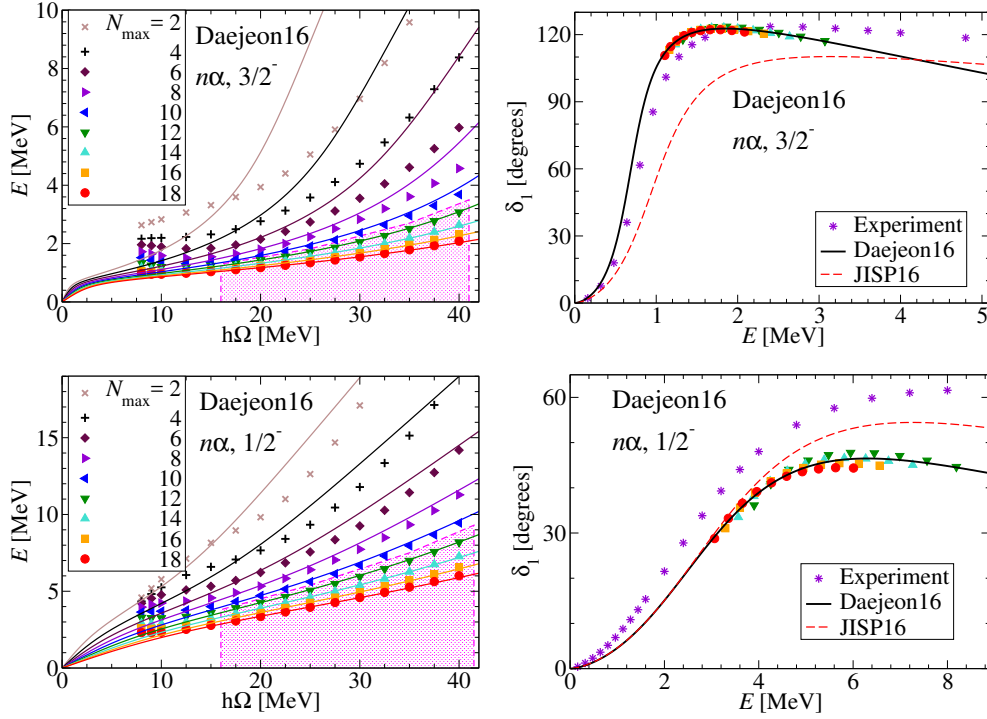 10
8
6
4
2
0
E [MeV]
N_max = 2
4
6
8
10
12
14
16
18
Daejeon16
nα, 3/2⁻
0 10 20 30 40
hΩ [MeV]
120
90
60
30
0
δ₁ [degrees]
Daejeon16
nα, 3/2⁻
Experiment
Daejeon16
JISP16
0 1 2 3 4 5
E [MeV]
15
10
5
0
E [MeV]
N_max = 2
4
6
8
10
12
14
16
18
Daejeon16
nα, 1/2⁻
0 10 20 30 40
hΩ [MeV]
60
30
0
δ₁ [degrees]
Daejeon16
nα, 1/2⁻
Experiment
Daejeon16
JISP16
0 2 4 6 8
E [MeV]